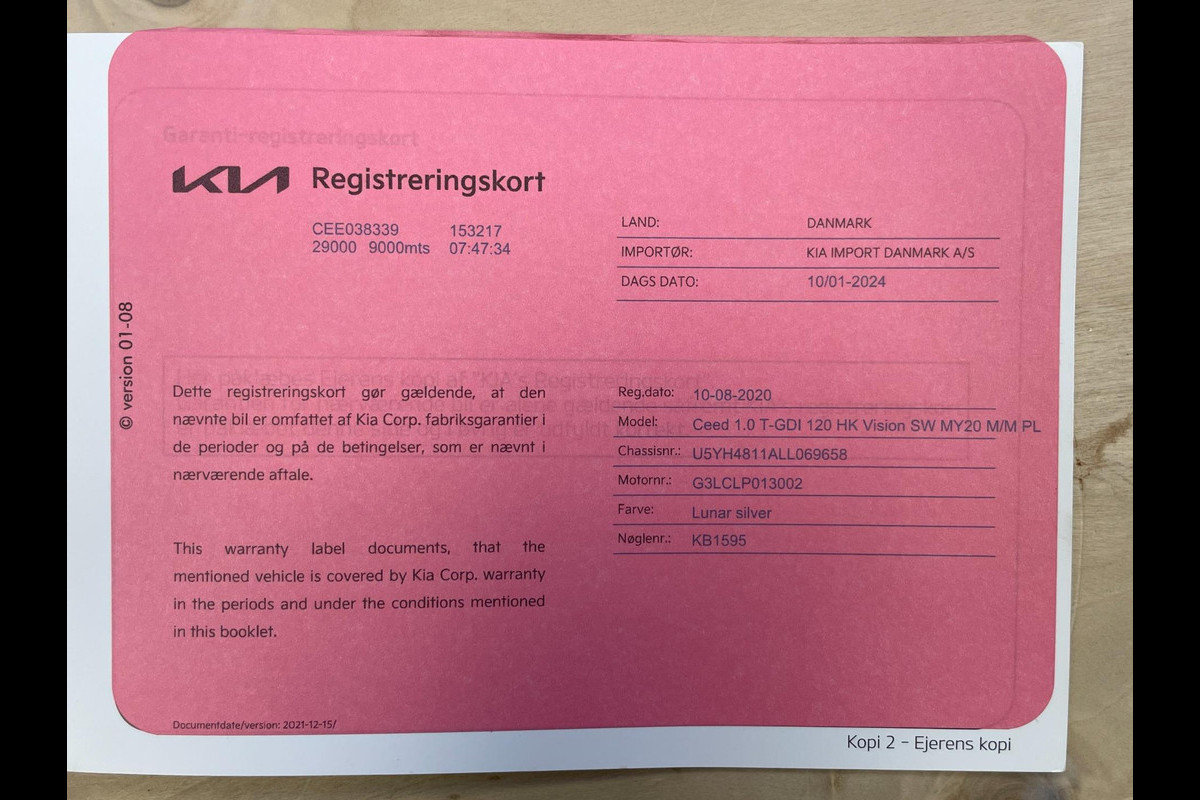 Garanti-registreringskort
KIA Registreringskort
CEE038339 153217
29000 9000mts 07:47:34
LAND: DANMARK
IMPORTØR: KIA IMPORT DANMARK A/S
DAGS DATO: 10/01-2024
© version 01-08
Dette registreringskort gør gældende, at den
nævnte bil er omfattet af Kia Corp. fabriksgarantier i
de perioder og på de betingelser, som er nævnt i
nærværende aftale.
This warranty label documents, that the
mentioned vehicle is covered by Kia Corp. warranty
in the periods and under the conditions mentioned
in this booklet.
Reg.dato: 10-08-2020
Model: Ceed 1.0 T-GDI 120 HK Vision SW MY20 M/M PL
Chassisnr.: U5YH4811ALL069658
Motornr.: G3LCLP013002
Farve: Lunar silver
Nøglenr.: KB1595
Documentdate/version: 2021-12-15/
Kopi 2 - Ejerens kopi